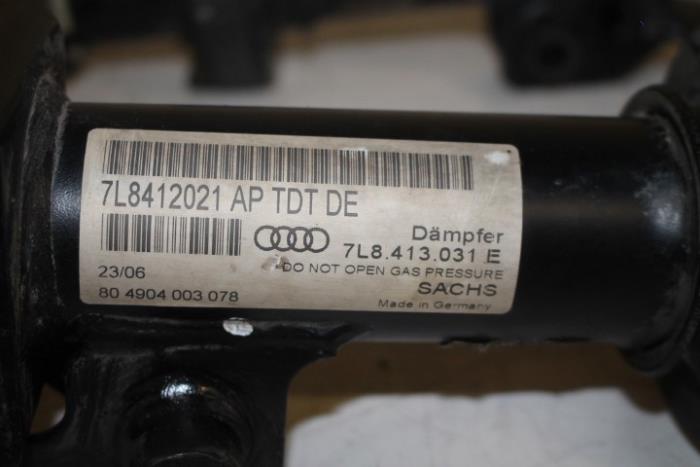 7L8412021 AP TDT DE
Dämpfer
7L8.413.031 E
23/06
DO NOT OPEN GAS PRESSURE
80 4904 003 078
SACHS
Made in Germany